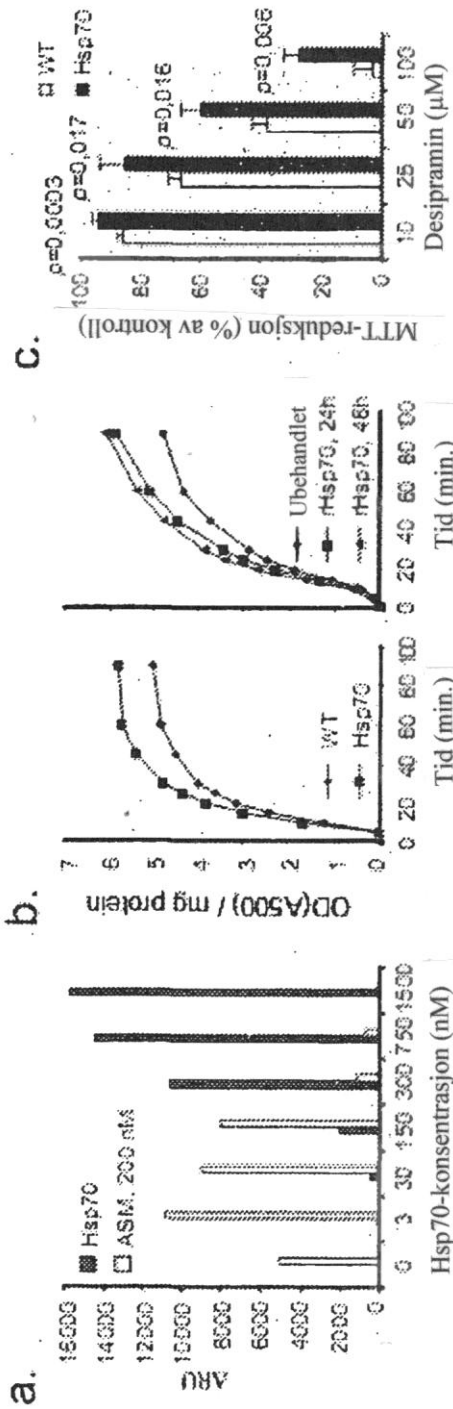 a.
16000
14000
12000
10000
8000
6000
4000
2000
0
ΔRU
Hsp70
ASM, 200 nM
0 3 30 150 300 750 1500
Hsp70-konsentrasjon (nM)
b.
7
6
5
4
3
2
1
0
OD(A500) / mg protein
WT
Hsp70
0 20 40 60 80 100
Tid (min.)
Ubehandlet
rHsp70, 24h
rHsp70, 48h
0 20 40 60 80 100
Tid (min.)
c.
100
80
60
40
20
0
MTT-reduksjon (% av kontroll)
WT
Hsp70
p=0,0003
p=0,017
p=0,016
p=0,006
10 25 50 100
Desipramin (µM)